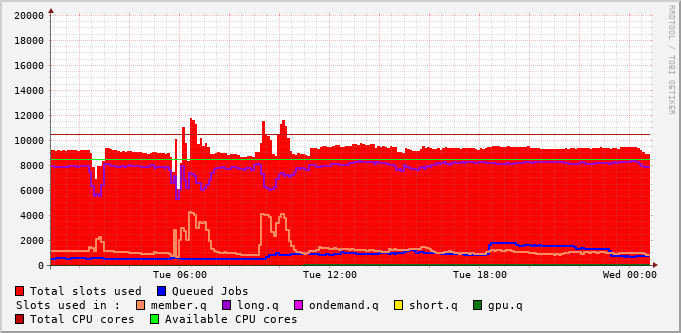 20000
18000
16000
14000
12000
10000
8000
6000
4000
2000
0
Tue 06:00 Tue 12:00 Tue 18:00 Wed 00:00
RRDTOOL / TOBI OETIKER
Total slots used Queued Jobs
Slots used in : member.q long.q ondemand.q short.q gpu.q
Total CPU cores Available CPU cores